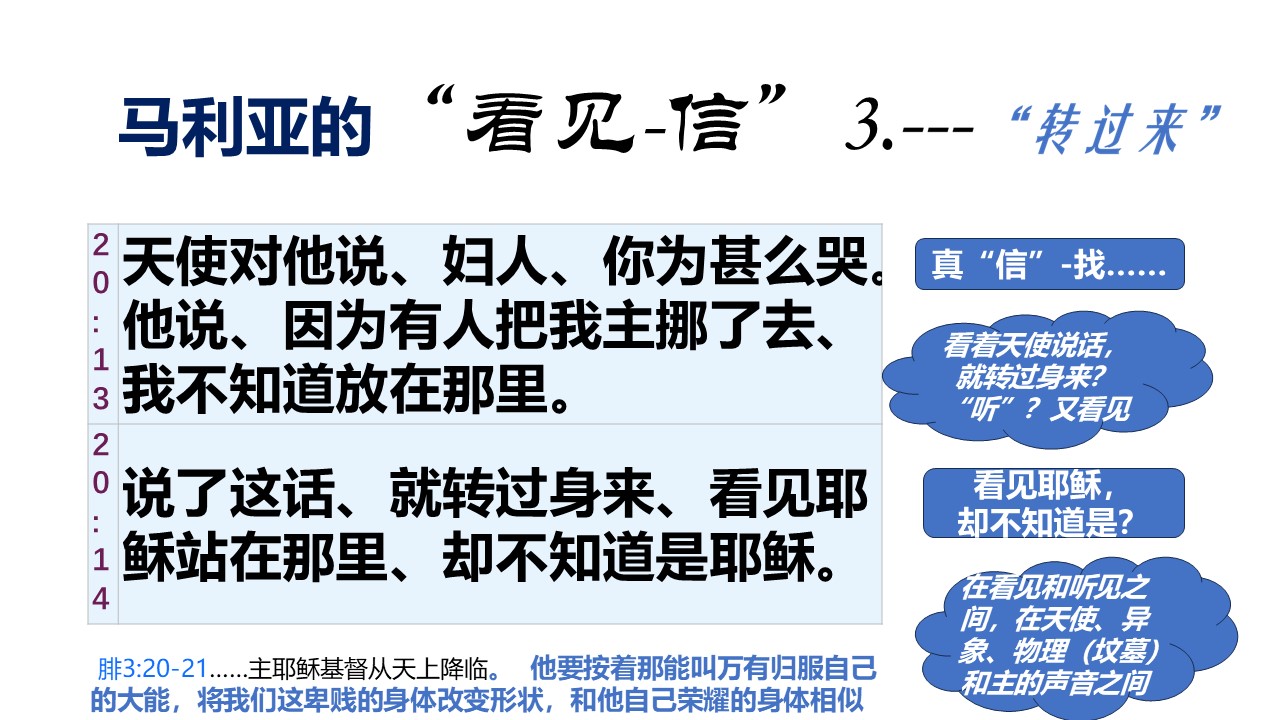 马利亚的“看见-信” 3.---“转过来”
20:13
天使对他说、妇人、你为甚么哭。
他说、因为有人把我主挪了去、
我不知道放在那里。
20:14
说了这话、就转过身来、看见耶
稣站在那里、却不知道是耶稣。
真“信”-找……
看着天使说话，
就转过身来？
“听”？又看见
看见耶稣，
却不知道是？
在看见和听见之
间，在天使、异
象、物理（坟墓）
和主的声音之间
腓3:20-21……主耶稣基督从天上降临。 他要按着那能叫万有归服自己
的大能，将我们这卑贱的身体改变形状，和他自己荣耀的身体相似